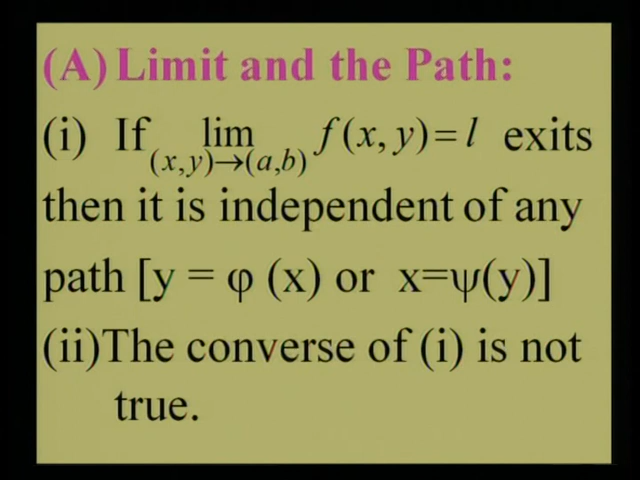 (A) Limit and the Path:
(i) If lim f(x, y)= l exits
(x,y)→(a,b)
then it is independent of any
path [y = φ (x) or x=ψ(y)]
(ii)The converse of (i) is not
true.